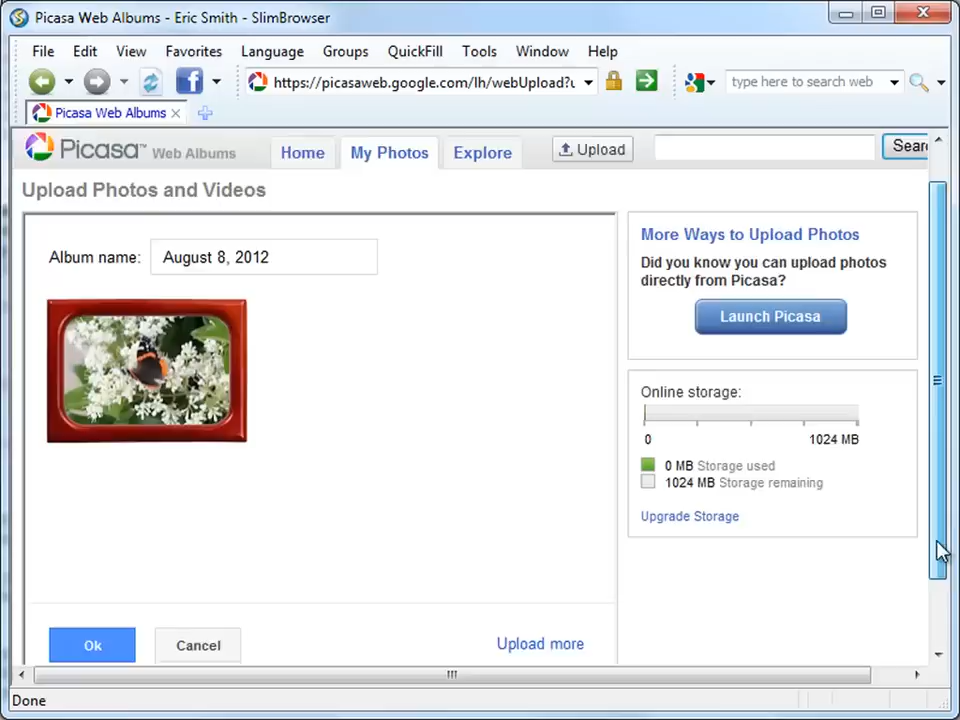 Picasa Web Albums - Eric Smith - SlimBrowser
File Edit View Favorites Language Groups QuickFill Tools Window Help
https://picasaweb.google.com/lh/webUpload?u
type here to search web
Picasa Web Albums
Picasa™ Web Albums
Home My Photos Explore Upload Sear
Upload Photos and Videos
Album name: August 8, 2012
More Ways to Upload Photos
Did you know you can upload photos
directly from Picasa?
Launch Picasa
Online storage:
0 1024 MB
0 MB Storage used
1024 MB Storage remaining
Upgrade Storage
Ok Cancel Upload more
Done